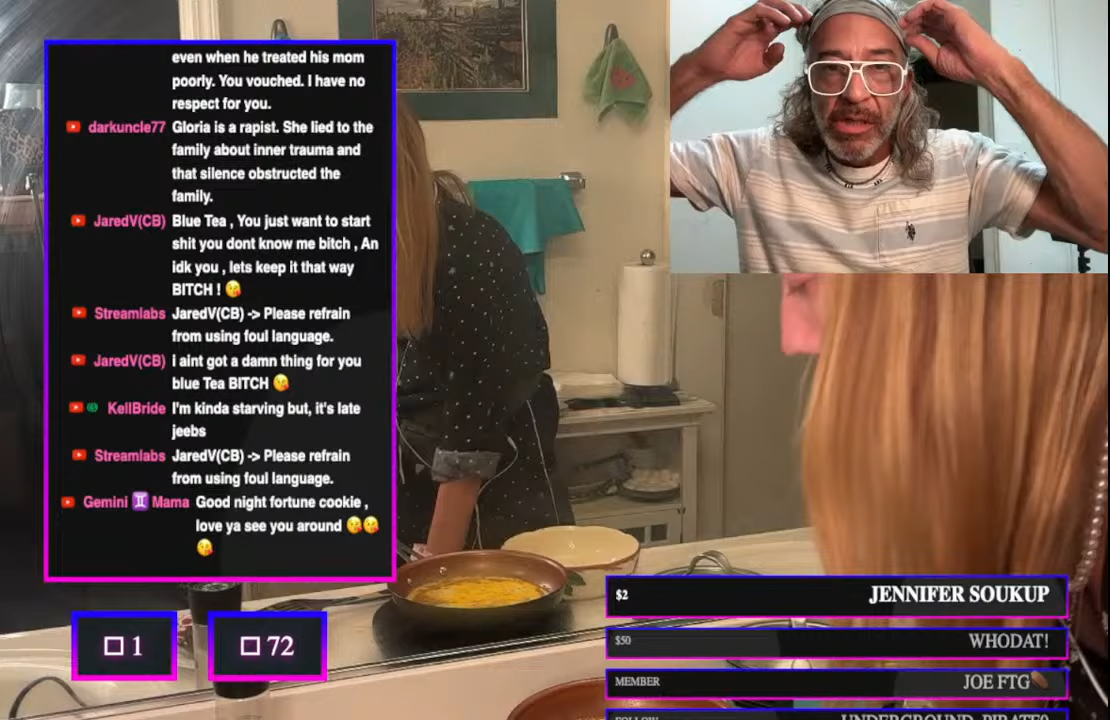 even when he treated his mom
poorly. You vouched. I have no
respect for you.
darkuncle77 Gloria is a rapist. She lied to the
family about inner trauma and
that silence obstructed the
family.
JaredV(CB) Blue Tea , You just want to start
shit you dont know me bitch , An
idk you , lets keep it that way
BITCH ! 😘
Streamlabs JaredV(CB) -> Please refrain
from using foul language.
JaredV(CB) i aint got a damn thing for you
blue Tea BITCH 😘
KellBride I'm kinda starving but, it's late
jeebs
Streamlabs JaredV(CB) -> Please refrain
from using foul language.
Gemini ♊ Mama Good night fortune cookie ,
love ya see you around 😘😘
😘
1
72
$2 JENNIFER SOUKUP
$50 WHODAT!
MEMBER JOE FTG
FOLLOW UNDERGROUND_PIRATE0